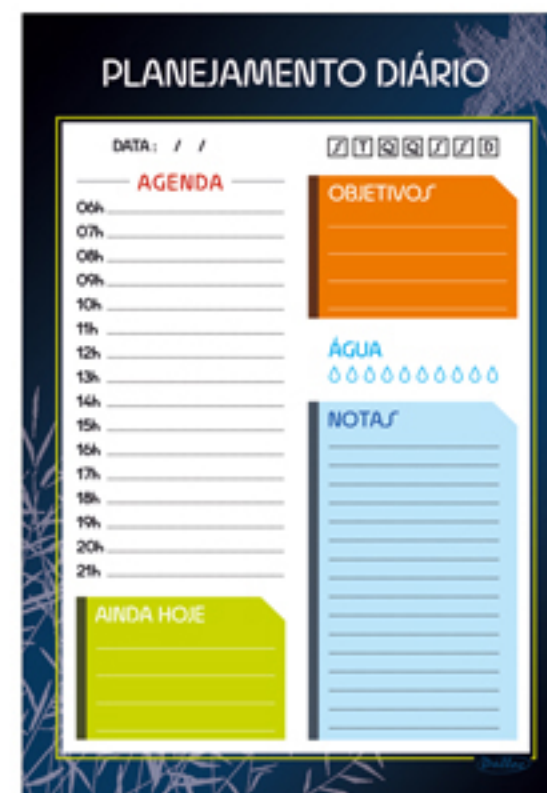 PLANEJAMENTO DIÁRIO
DATA: / /
S T Q Q S S D
AGENDA
06h
07h
08h
09h
10h
11h
12h
13h
14h
15h
16h
17h
18h
19h
20h
21h
AINDA HOJE
OBJETIVOS
ÁGUA
NOTAS